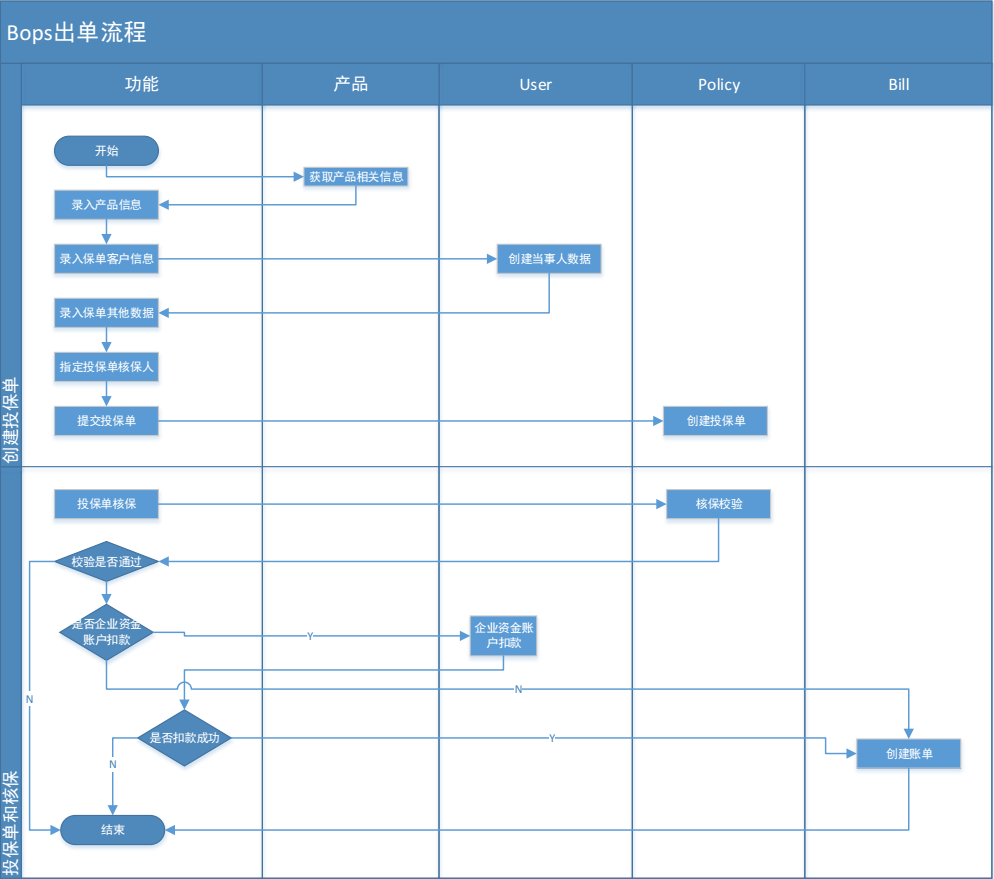 Bops出单流程
功能
产品
User
Policy
Bill
创建投保单
开始
获取产品相关信息
录入产品信息
录入保单客户信息
创建当事人数据
录入保单其他数据
指定投保单核保人
提交投保单
创建投保单
投保单和核保
投保单核保
核保校验
校验是否通过
是否企业资金
账户扣款
Y
企业资金账
户扣款
N
N
是否扣款成功
Y
创建账单
N
结束